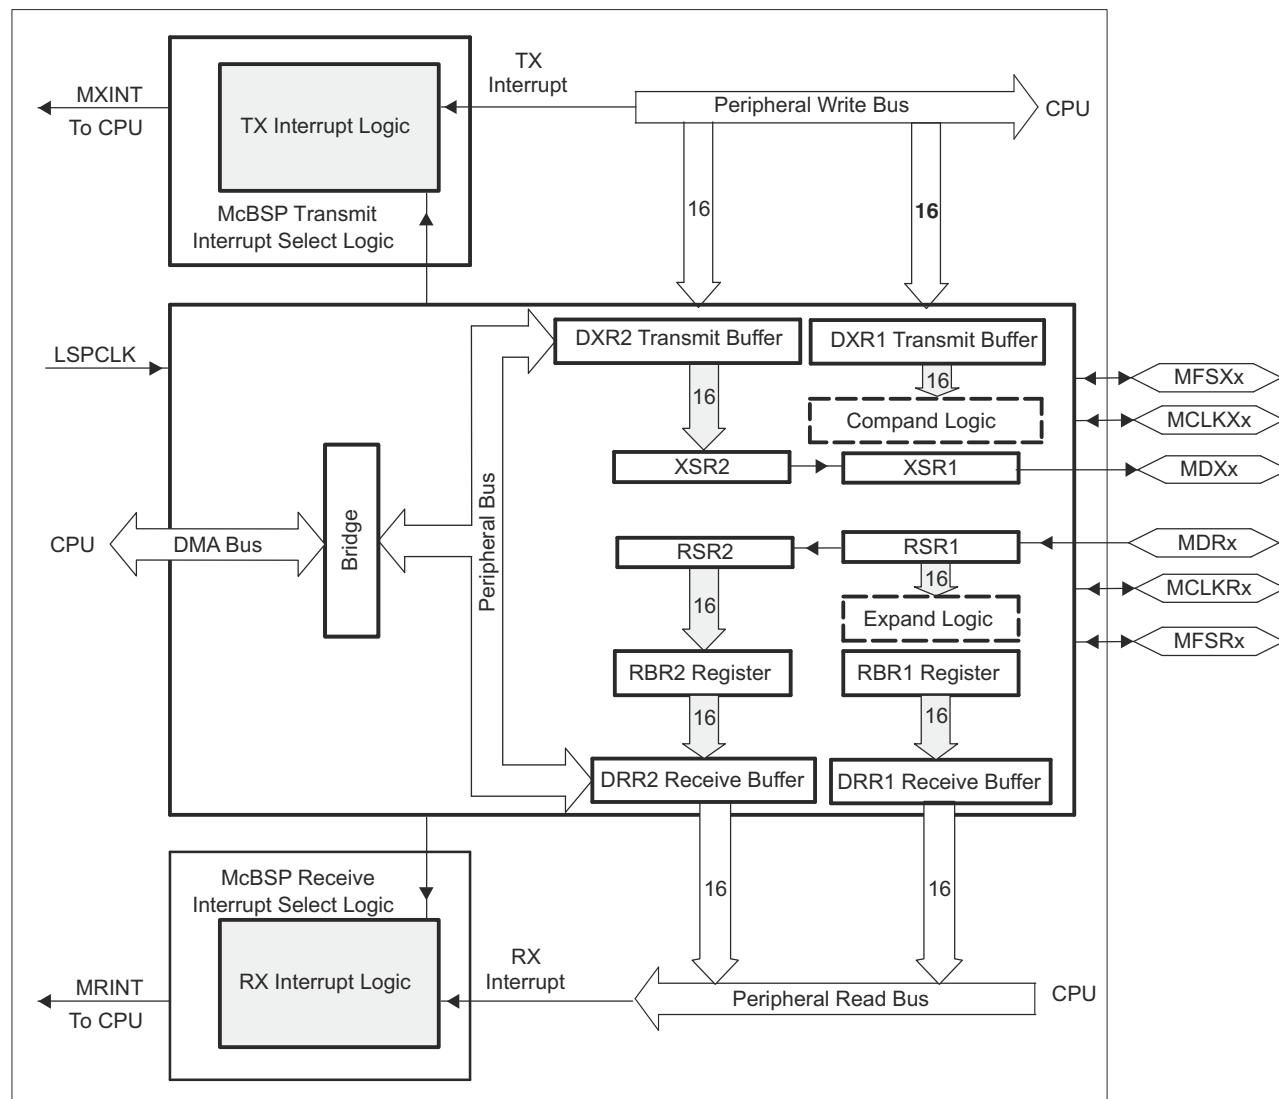 TX
Interrupt
MXINT
To CPU
TX Interrupt Logic
Peripheral Write Bus
CPU
McBSP Transmit
Interrupt Select Logic
16
16
LSPCLK
DXR2 Transmit Buffer
DXR1 Transmit Buffer
16
16
MFSXx
Compand Logic
MCLKXx
XSR2
XSR1
MDXx
CPU
DMA Bus
Bridge
Peripheral Bus
RSR2
RSR1
MDRx
16
16
MCLKRx
Expand Logic
MFSRx
RBR2 Register
RBR1 Register
16
16
DRR2 Receive Buffer
DRR1 Receive Buffer
McBSP Receive
Interrupt Select Logic
16
16
RX Interrupt Logic
RX
Interrupt
MRINT
To CPU
Peripheral Read Bus
CPU